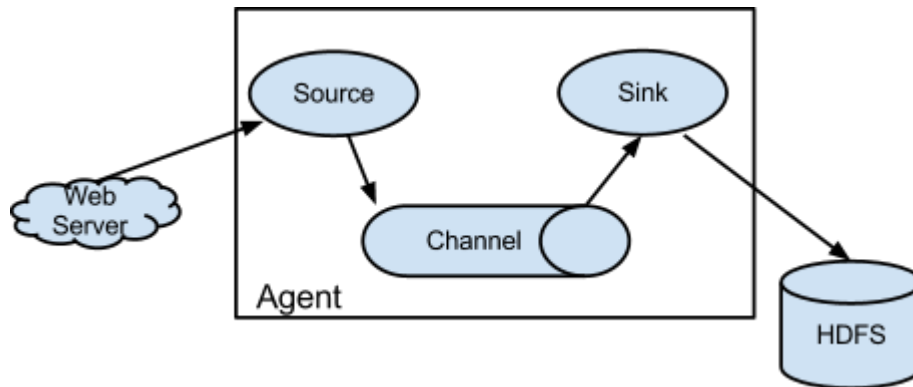 Source
Sink
Web
Server
Channel
Agent
HDFS